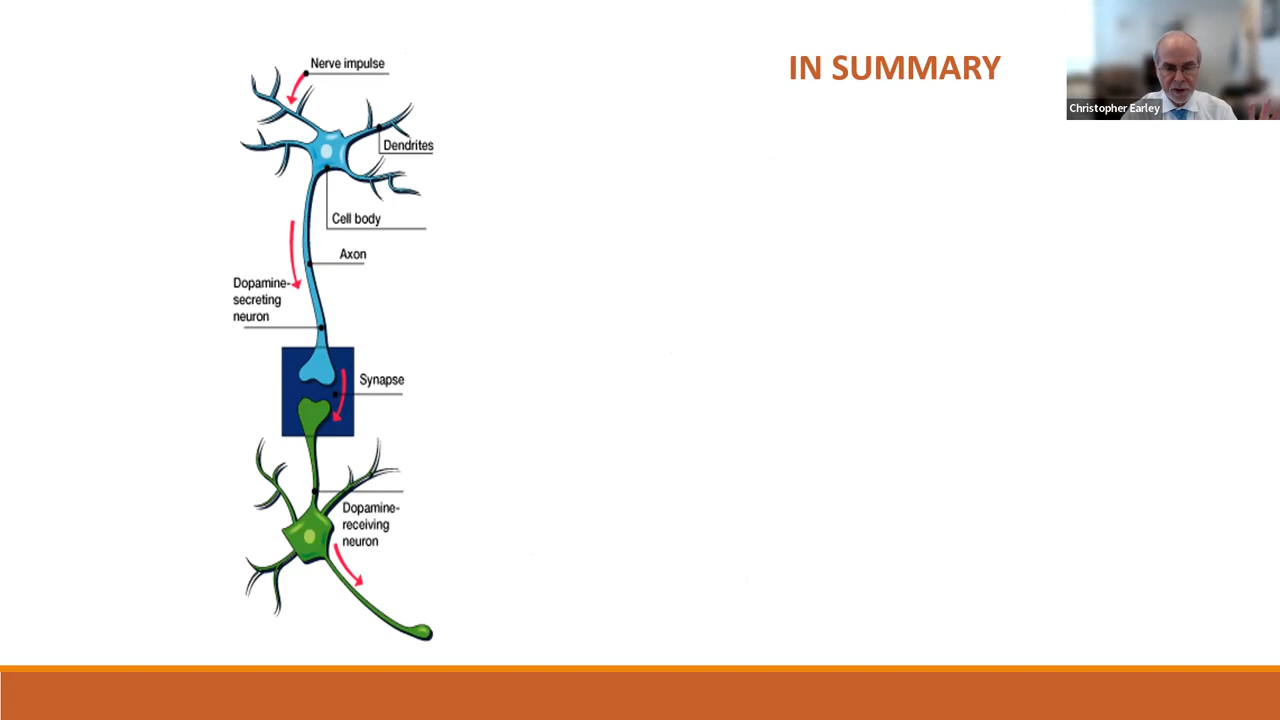 IN SUMMARY
Christopher Earley
Nerve impulse
Dendrites
Cell body
Axon
Dopamine-
secreting
neuron
Synapse
Dopamine-
receiving
neuron